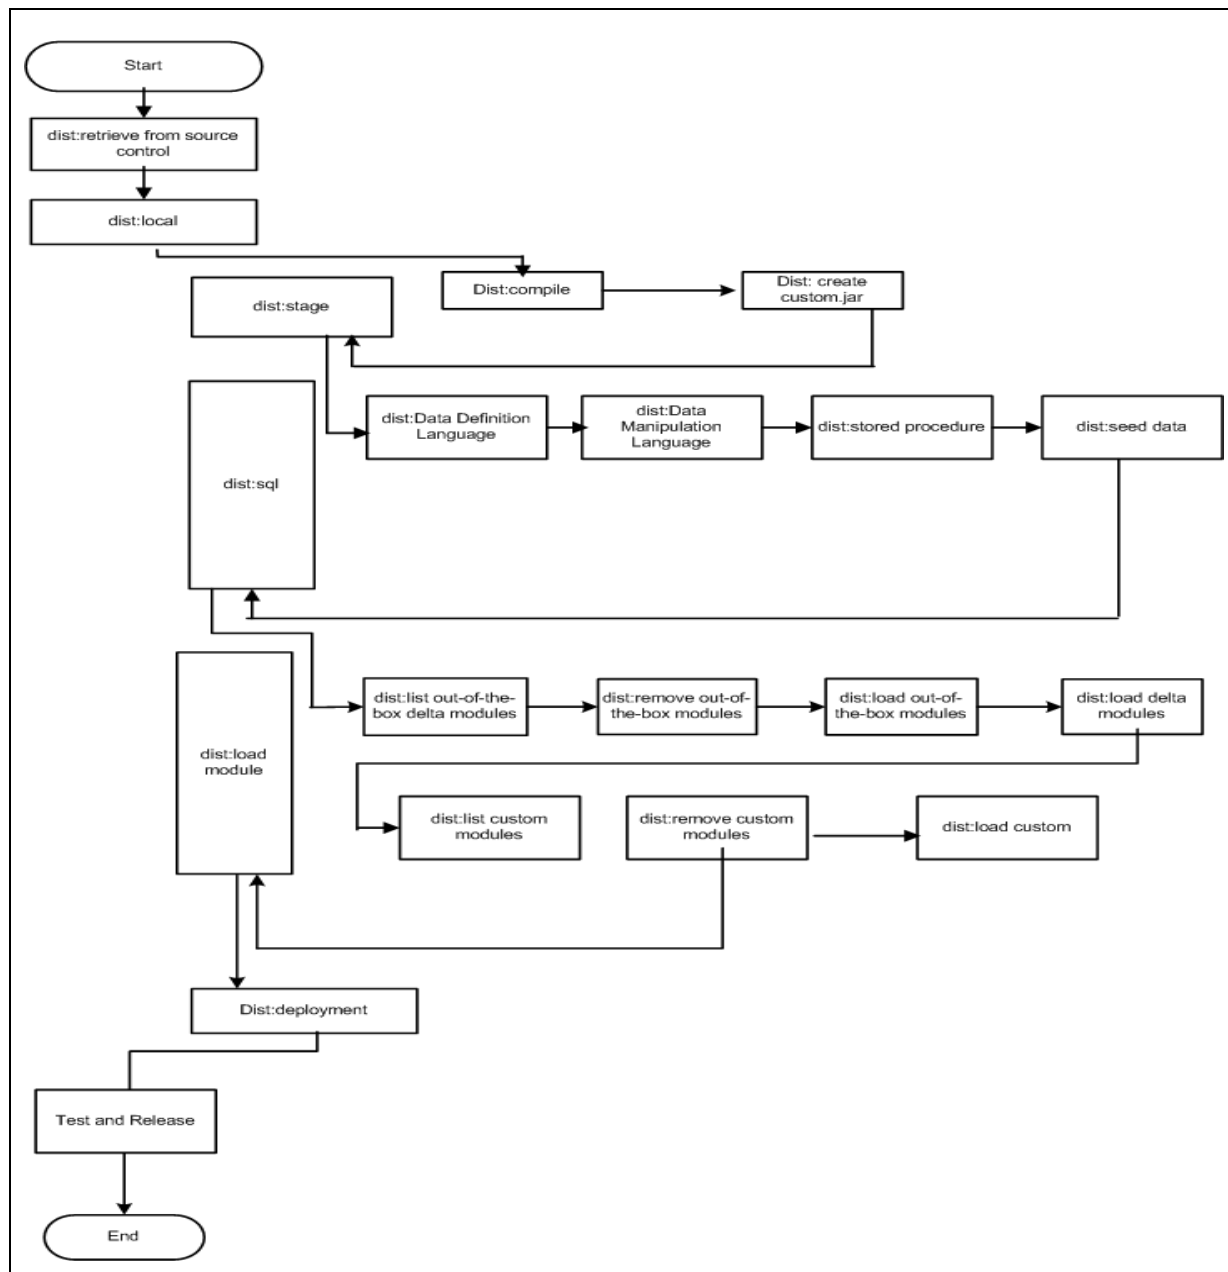 Start
dist:retrieve from source
control
dist:local
Dist:compile
Dist: create
custom.jar
dist:stage
dist:Data Definition
Language
dist:Data
Manipulation
Language
dist:stored procedure
dist:seed data
dist:sql
dist:list out-of-the-
box delta modules
dist:remove out-of-
the-box modules
dist:load out-of-
the-box modules
dist:load delta
modules
dist:load
module
dist:list custom
modules
dist:remove custom
modules
dist:load custom
Dist:deployment
Test and Release
End